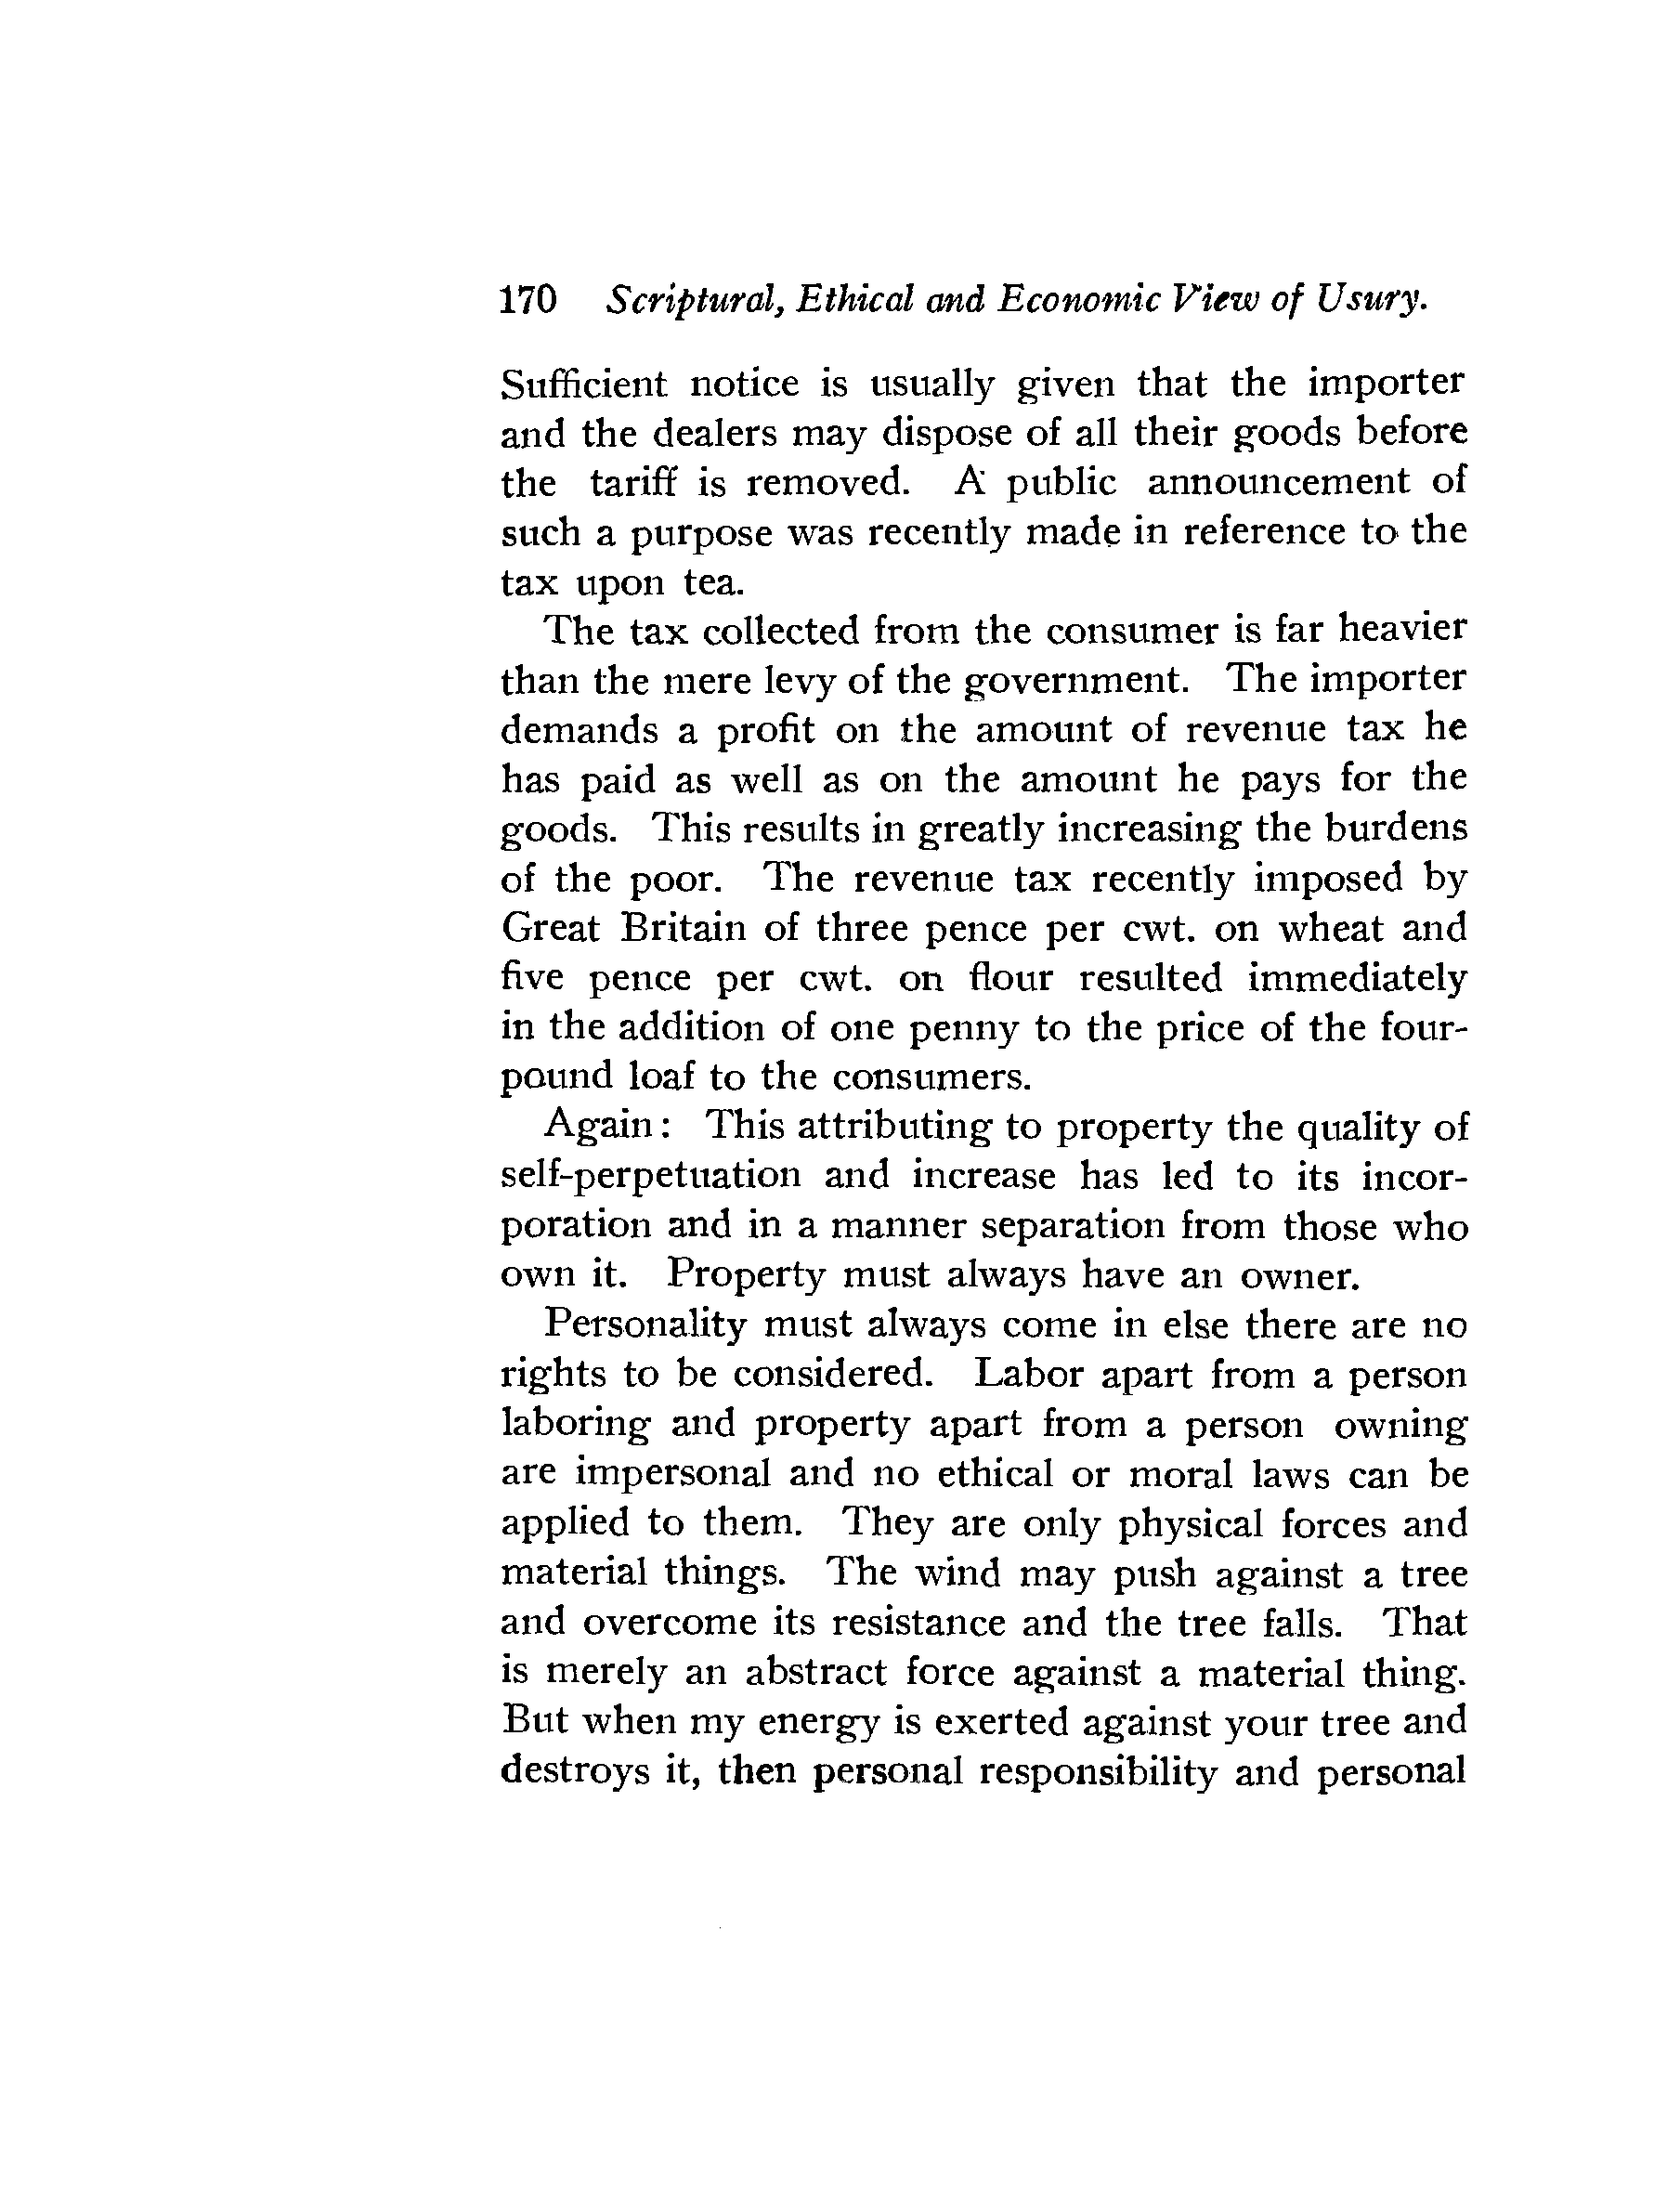 170 Scriptural, Ethical and Economic View of Usury.
Sufficient notice is usually given that the importer
and the dealers may dispose of all their goods before
the tariff is removed. A public announcement of
such a purpose was recently made in reference to the
tax upon tea.
The tax collected from the consumer is far heavier
than the mere levy of the government. The importer
demands a profit on the amount of revenue tax he
has paid as well as on the amount he pays for the
goods. This results in greatly increasing the burdens
of the poor. The revenue tax recently imposed by
Great Britain of three pence per cwt. on wheat and
five pence per cwt. on flour resulted immediately
in the addition of one penny to the price of the four-
pound loaf to the consumers.
Again: This attributing to property the quality of
self-perpetuation and increase has led to its incor-
poration and in a manner separation from those who
own it. Property must always have an owner.
Personality must always come in else there are no
rights to be considered. Labor apart from a person
laboring and property apart from a person owning
are impersonal and no ethical or moral laws can be
applied to them. They are only physical forces and
material things. The wind may push against a tree
and overcome its resistance and the tree falls. That
is merely an abstract force against a material thing.
But when my energy is exerted against your tree and
destroys it, then personal responsibility and personal